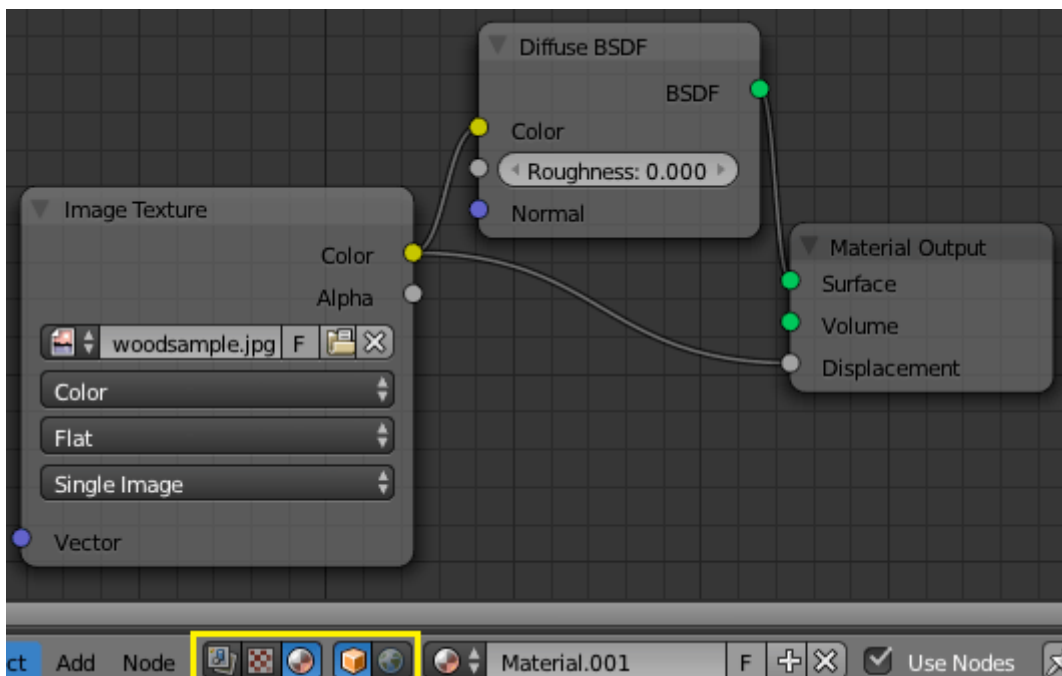 Diffuse BSDF
BSDF
Color
Roughness: 0.000
Normal
Image Texture
Color
Alpha
woodsample.jpg F
Color
Flat
Single Image
Vector
Material Output
Surface
Volume
Displacement
ct Add Node Material.001 F Use Nodes